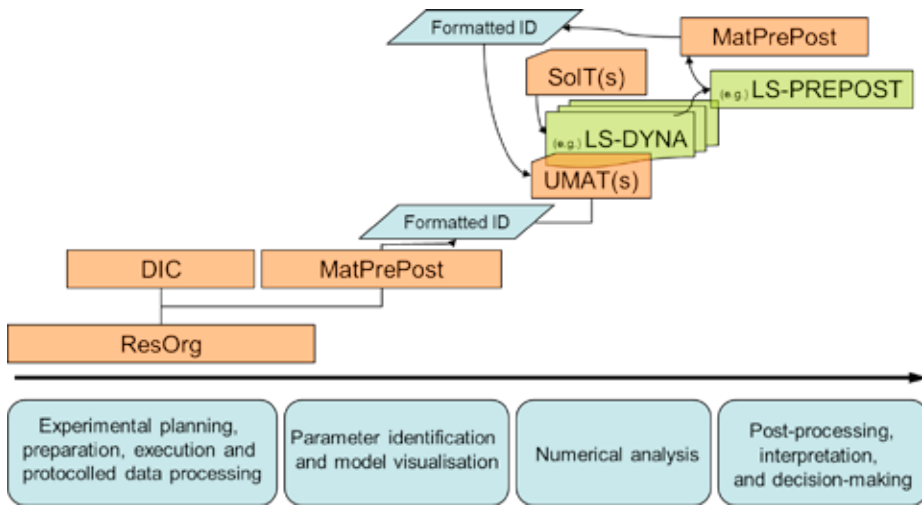 Formatted ID
MatPrePost
SolT(s)
(e.g.) LS-PREPOST
(e.g.) LS-DYNA
UMAT(s)
Formatted ID
DIC
MatPrePost
ResOrg
Experimental planning,
preparation, execution and
protocolled data processing
Parameter identification
and model visualisation
Numerical analysis
Post-processing,
interpretation,
and decision-making